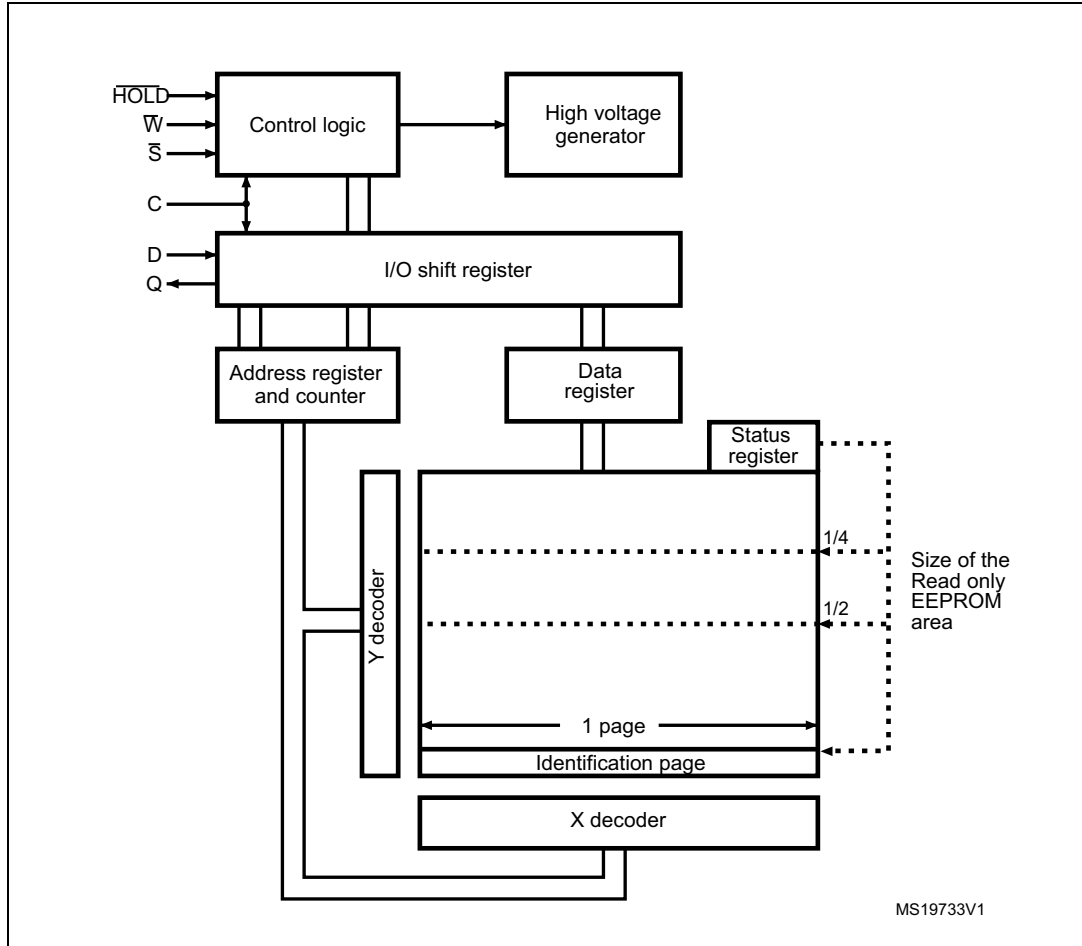 H̅O̅L̅D̅
W̅
S̅
C
D
Q
Control logic
High voltage
generator
I/O shift register
Address register
and counter
Data
register
Status
register
1/4
1/2
Size of the
Read only
EEPROM
area
Y decoder
1 page
Identification page
X decoder
MS19733V1